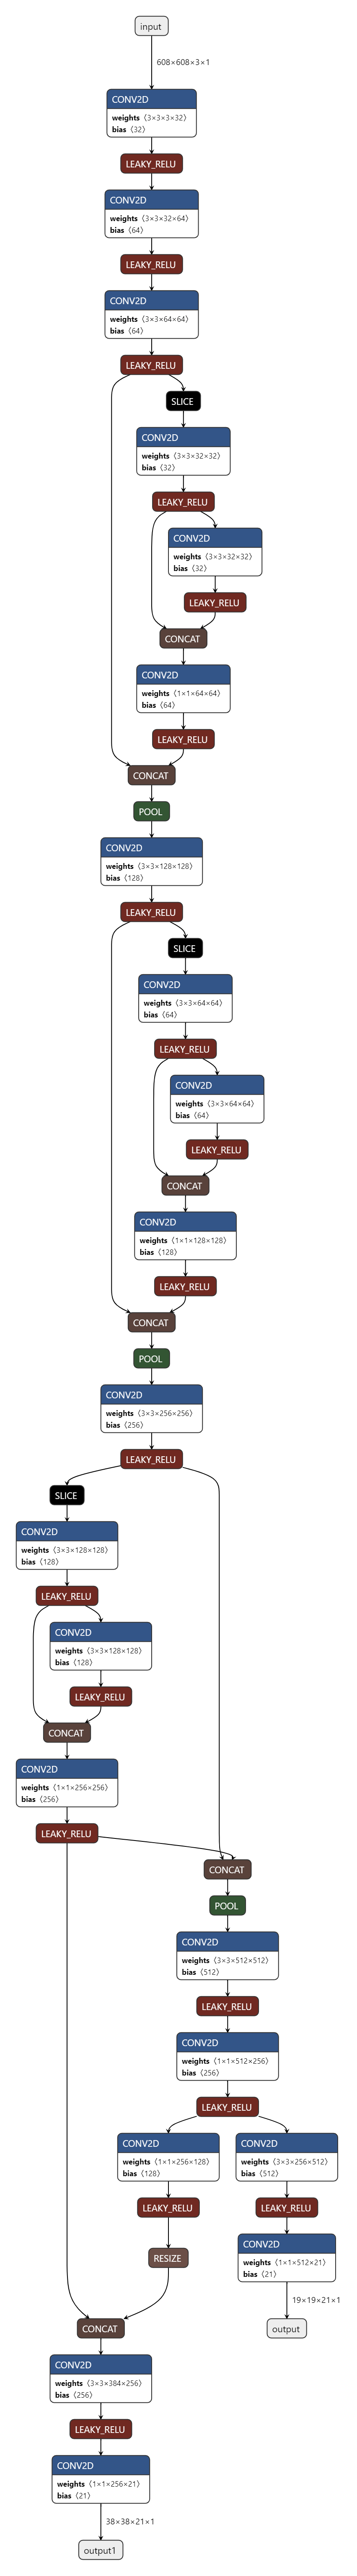 input
608×608×3×1
CONV2D
weights ⟨3×3×3×32⟩
bias ⟨32⟩
LEAKY_RELU
CONV2D
weights ⟨3×3×32×64⟩
bias ⟨64⟩
LEAKY_RELU
CONV2D
weights ⟨3×3×64×64⟩
bias ⟨64⟩
LEAKY_RELU
SLICE
CONV2D
weights ⟨3×3×32×32⟩
bias ⟨32⟩
LEAKY_RELU
CONV2D
weights ⟨3×3×32×32⟩
bias ⟨32⟩
LEAKY_RELU
CONCAT
CONV2D
weights ⟨1×1×64×64⟩
bias ⟨64⟩
LEAKY_RELU
CONCAT
POOL
CONV2D
weights ⟨3×3×128×128⟩
bias ⟨128⟩
LEAKY_RELU
SLICE
CONV2D
weights ⟨3×3×64×64⟩
bias ⟨64⟩
LEAKY_RELU
CONV2D
weights ⟨3×3×64×64⟩
bias ⟨64⟩
LEAKY_RELU
CONCAT
CONV2D
weights ⟨1×1×128×128⟩
bias ⟨128⟩
LEAKY_RELU
CONCAT
POOL
CONV2D
weights ⟨3×3×256×256⟩
bias ⟨256⟩
LEAKY_RELU
SLICE
CONV2D
weights ⟨3×3×128×128⟩
bias ⟨128⟩
LEAKY_RELU
CONV2D
weights ⟨3×3×128×128⟩
bias ⟨128⟩
LEAKY_RELU
CONCAT
CONV2D
weights ⟨1×1×256×256⟩
bias ⟨256⟩
LEAKY_RELU
CONCAT
POOL
CONV2D
weights ⟨3×3×512×512⟩
bias ⟨512⟩
LEAKY_RELU
CONV2D
weights ⟨1×1×512×256⟩
bias ⟨256⟩
LEAKY_RELU
CONV2D
weights ⟨1×1×256×128⟩
bias ⟨128⟩
LEAKY_RELU
RESIZE
CONV2D
weights ⟨3×3×256×512⟩
bias ⟨512⟩
LEAKY_RELU
CONV2D
weights ⟨1×1×512×21⟩
bias ⟨21⟩
19×19×21×1
output
CONCAT
CONV2D
weights ⟨3×3×384×256⟩
bias ⟨256⟩
LEAKY_RELU
CONV2D
weights ⟨1×1×256×21⟩
bias ⟨21⟩
38×38×21×1
output1